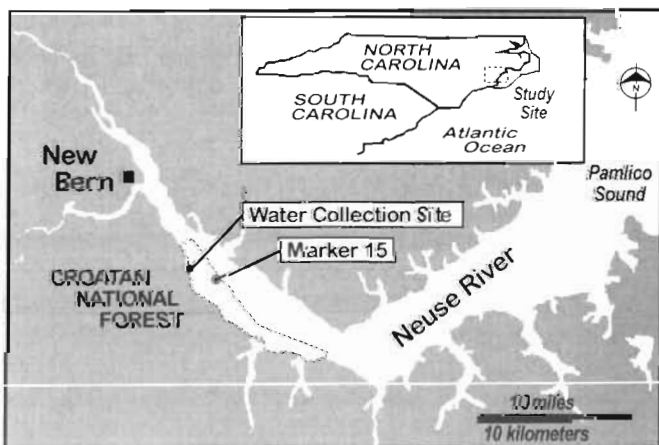 NORTH
CAROLINA
SOUTH
CAROLINA
Study
Site
Atlantic
Ocean
N
New
Bern
Pamlico
Sound
Water Collection Site
Marker 15
CROATAN
NATIONAL
FOREST
Neuse River
10 miles
10 kilometers